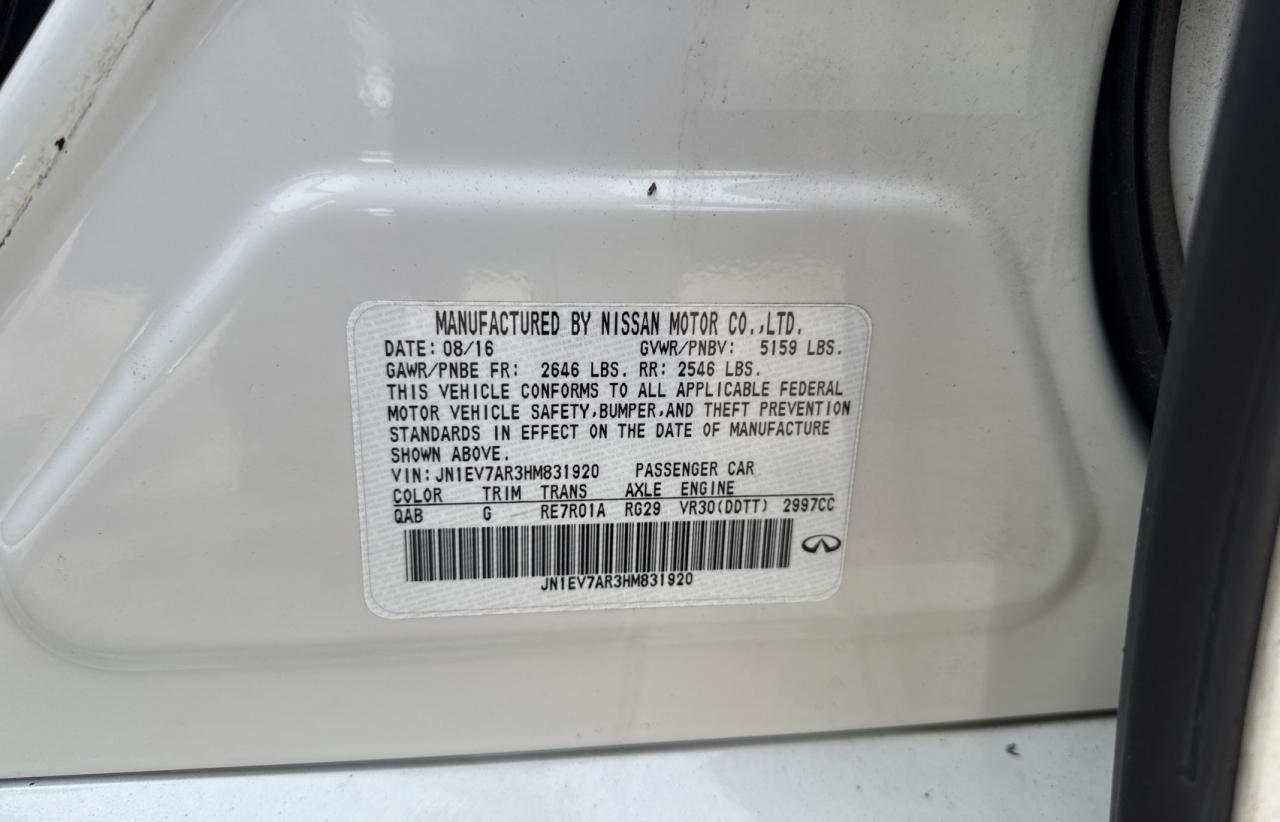 MANUFACTURED BY NISSAN MOTOR CO.,LTD.
DATE: 08/16 GVWR/PNBV: 5159 LBS.
GAWR/PNBE FR: 2646 LBS. RR: 2546 LBS.
THIS VEHICLE CONFORMS TO ALL APPLICABLE FEDERAL
MOTOR VEHICLE SAFETY,BUMPER,AND THEFT PREVENTION
STANDARDS IN EFFECT ON THE DATE OF MANUFACTURE
SHOWN ABOVE.
VIN:JN1EV7AR3HM831920 PASSENGER CAR
COLOR TRIM TRANS AXLE ENGINE
QAB G RE7R01A RG29 VR30(DDTT) 2997CC
JN1EV7AR3HM831920